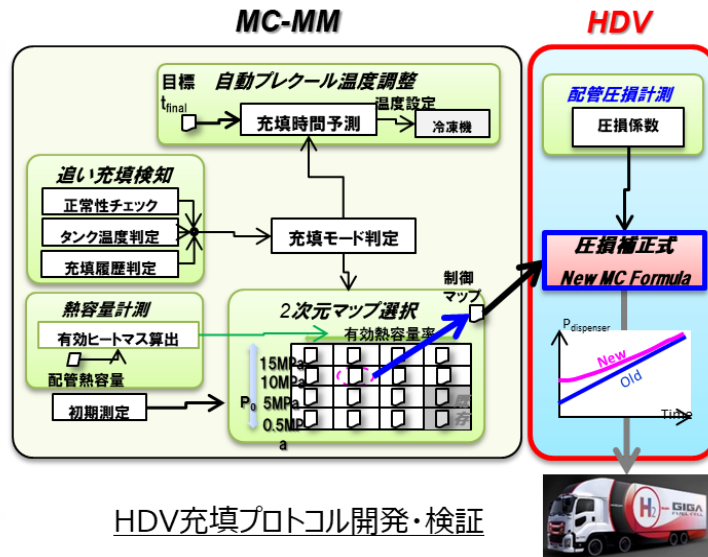 MC-MM
HDV
目標
t_final
自動プレクール温度調整
充填時間予測
温度設定
冷凍機
配管圧損計測
圧損係数
追い充填検知
正常性チェック
タンク温度判定
充填履歴判定
充填モード判定
圧損補正式
New MC Formula
制御
マップ
熱容量計測
有効ヒートマス算出
配管熱容量
初期測定
2次元マップ選択
有効熱容量率
P₀
15MPa
10MPa
5MPa
0.5MP
a
既存
P_dispenser
New
Old
Time
H2
GIGA
FUEL CELL
HDV充填プロトコル開発・検証